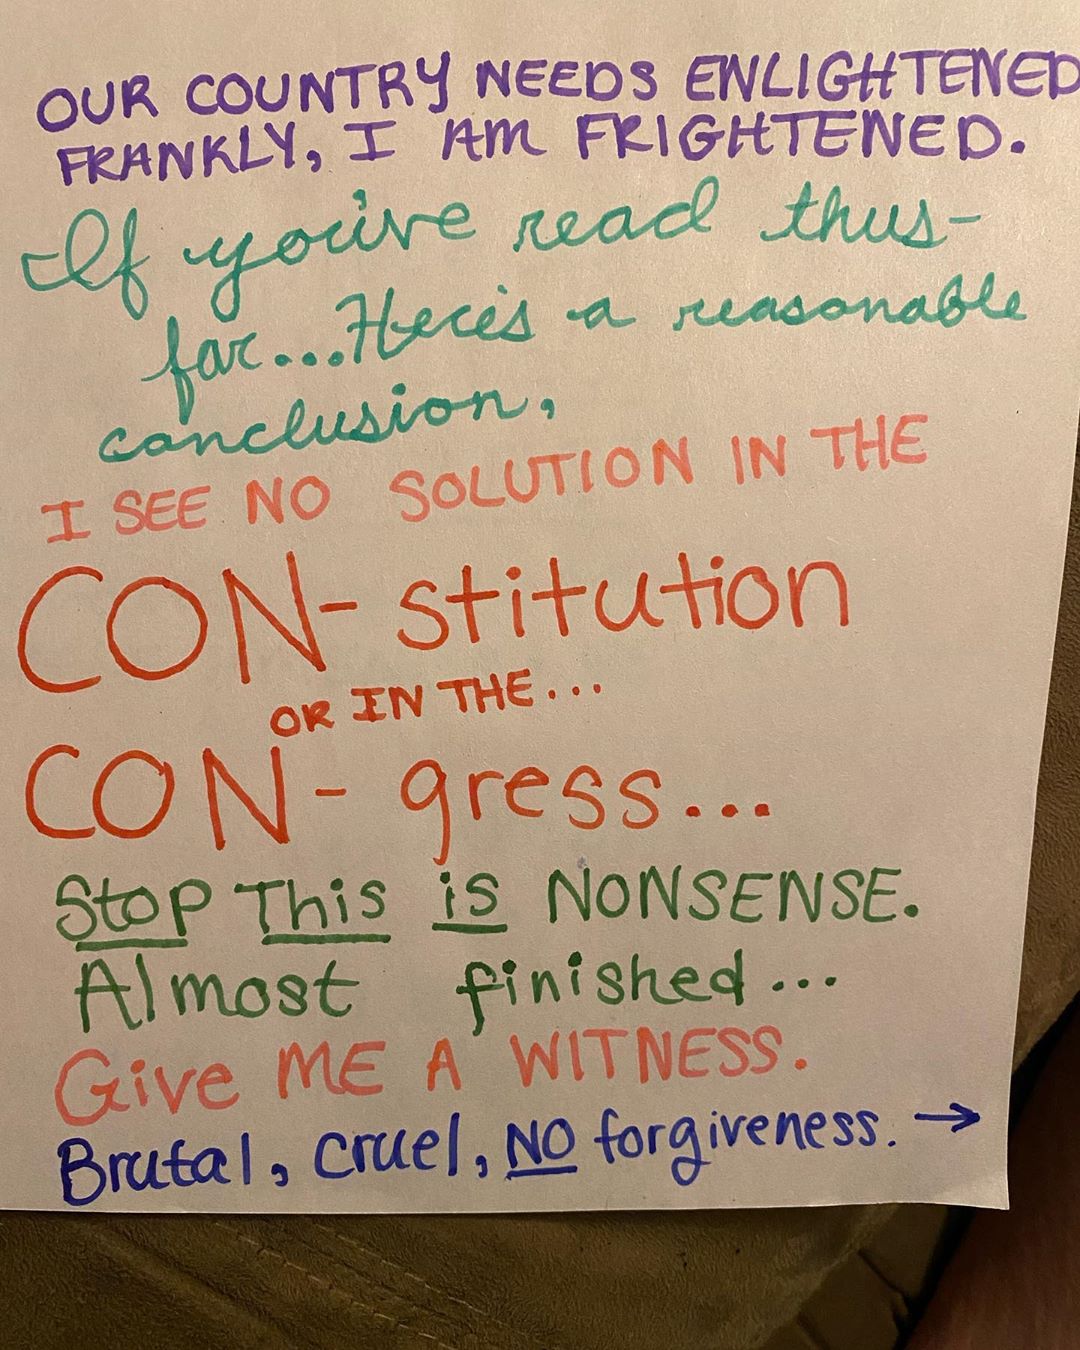 OUR COUNTRY NEEDS ENLIGHTENED
FRANKLY, I AM FRIGHTENED.
If you've read thus-
far...Here's a reasonable
conclusion,
I SEE NO SOLUTION IN THE
CON-stitution
OR IN THE...
CON-gress...
Stop This is NONSENSE.
Almost finished...
Give ME A WITNESS.
Brutal, cruel, NO forgiveness. →